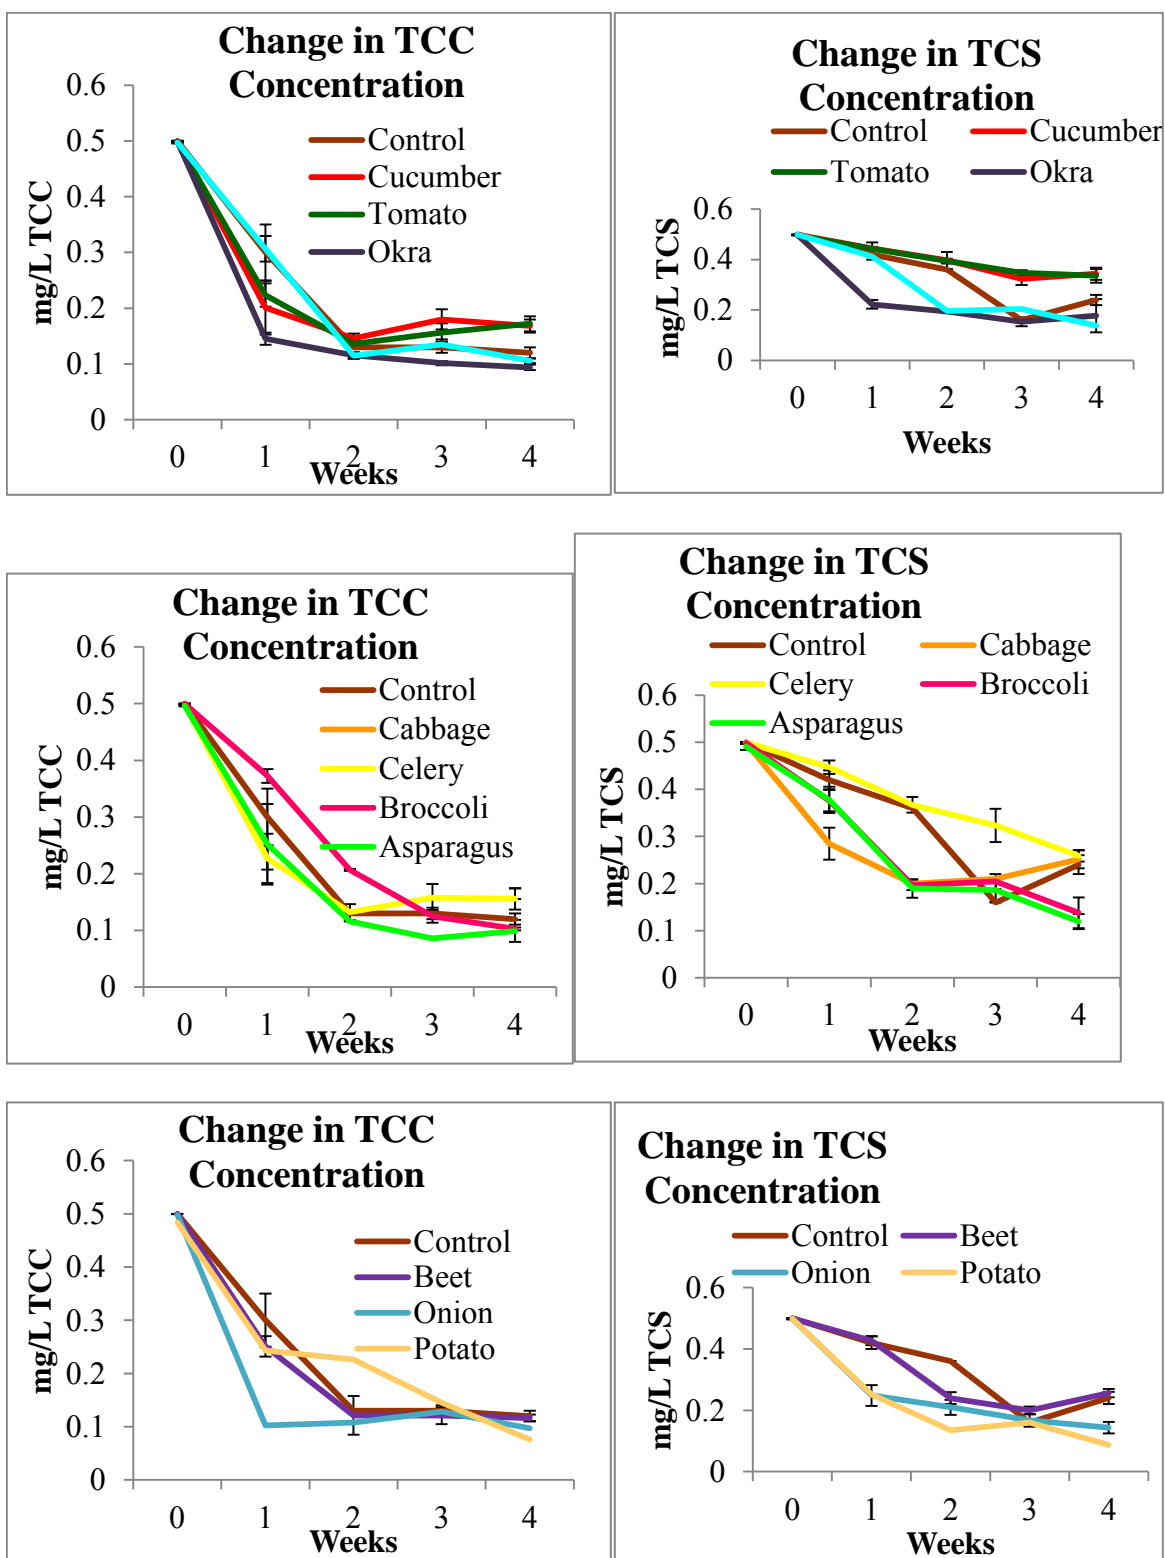 Change in TCC
Concentration
0.6
0.5
0.4
0.3
0.2
0.1
0
mg/L TCC
Control
Cucumber
Tomato
Okra
0 1 2 3 4
Weeks
Change in TCS
Concentration
Control Cucumber
Tomato Okra
0.6
0.4
0.2
0
mg/L TCS
0 1 2 3 4
Weeks
Change in TCC
Concentration
0.6
0.5
0.4
0.3
0.2
0.1
0
mg/L TCC
Control
Cabbage
Celery
Broccoli
Asparagus
0 1 2 3 4
Weeks
Change in TCS
Concentration
Control Cabbage
Celery Broccoli
Asparagus
0.6
0.5
0.4
0.3
0.2
0.1
0
mg/L TCS
0 1 2 3 4
Weeks
Change in TCC
Concentration
0.6
0.5
0.4
0.3
0.2
0.1
0
mg/L TCC
Control
Beet
Onion
Potato
0 1 2 3 4
Weeks
Change in TCS
Concentration
Control Beet
Onion Potato
0.6
0.4
0.2
0
mg/L TCS
0 1 2 3 4
Weeks